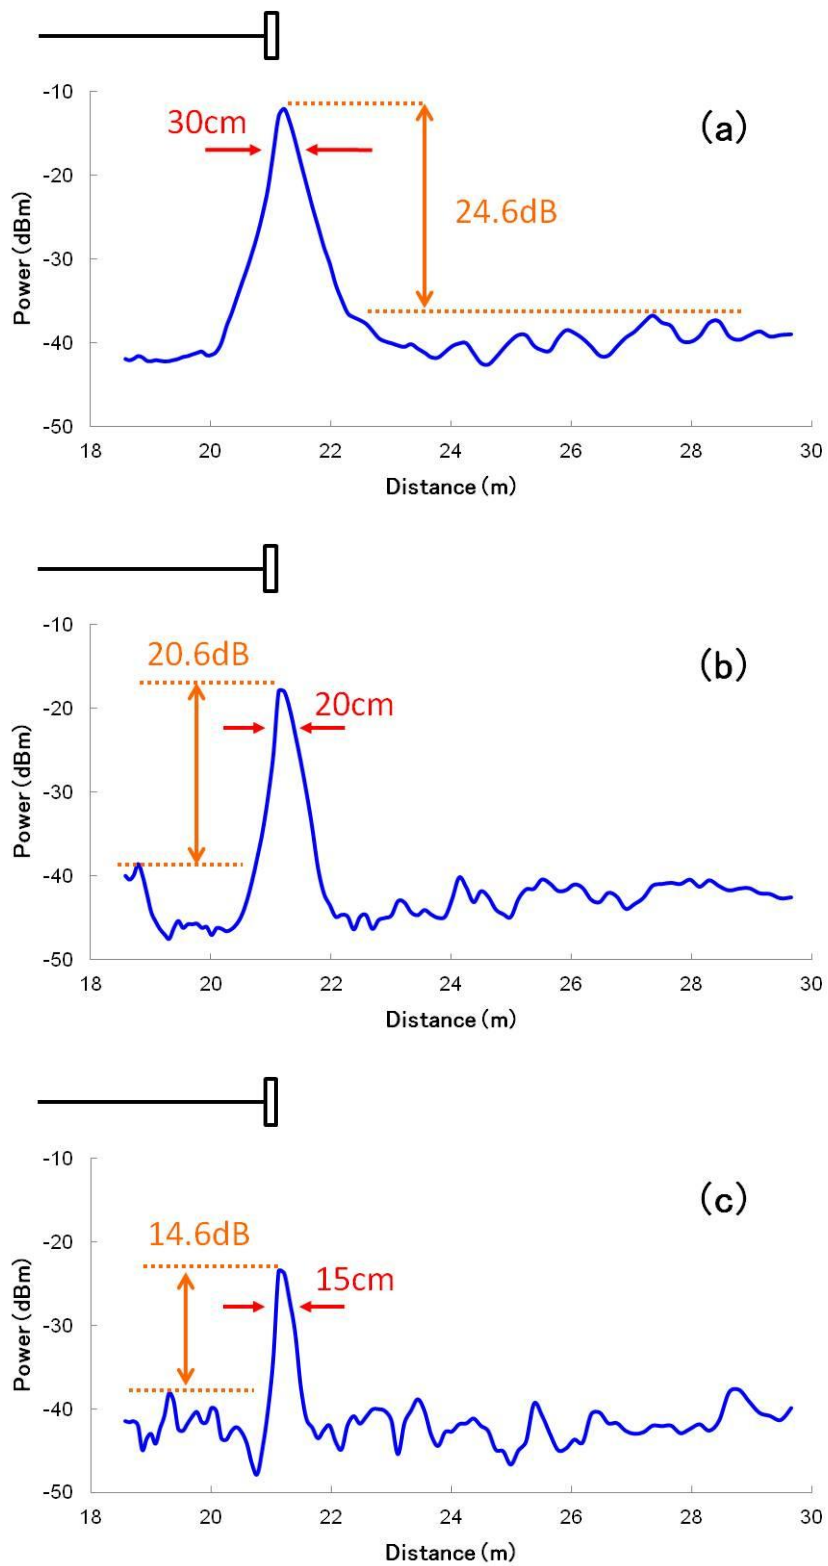 -10
(a)
30cm
-20
24.6dB
Power (dBm)
-30
-40
-50
18 20 22 24 26 28 30
Distance (m)
-10
20.6dB
(b)
-20
20cm
Power (dBm)
-30
-40
-50
18 20 22 24 26 28 30
Distance (m)
-10
(c)
14.6dB
-20
15cm
Power (dBm)
-30
-40
-50
18 20 22 24 26 28 30
Distance (m)